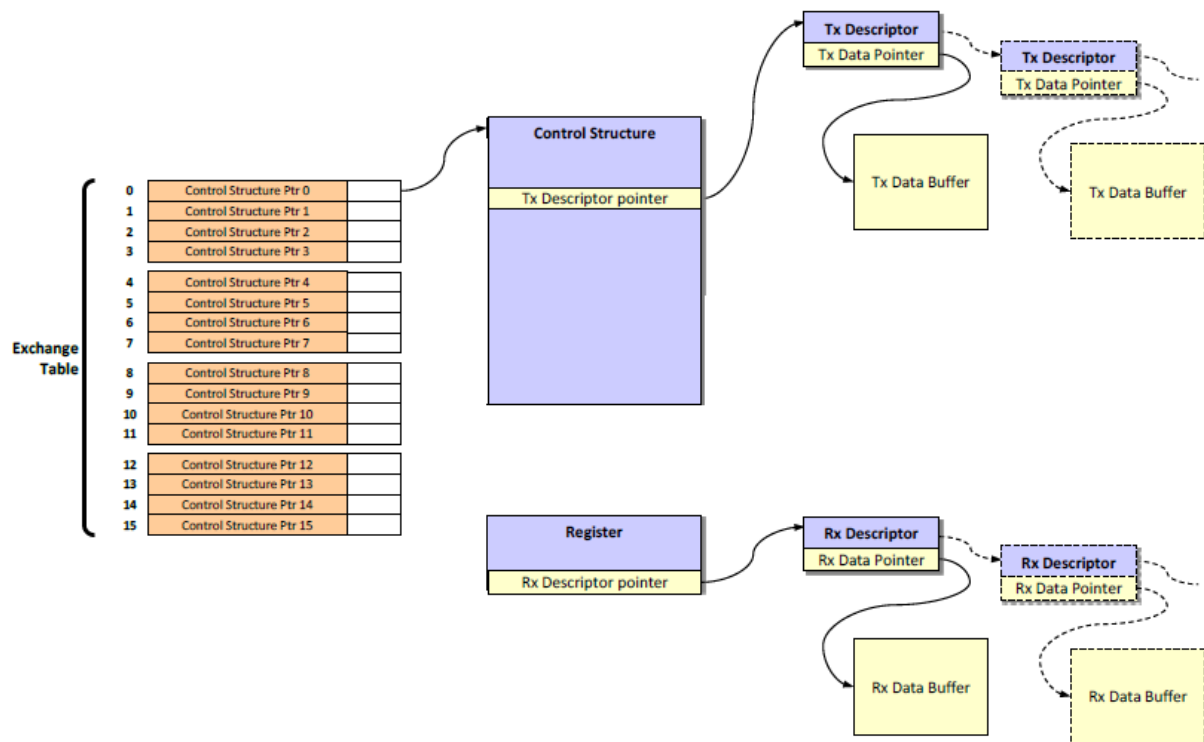 Tx Descriptor
Tx Data Pointer
Tx Descriptor
Tx Data Pointer
Control Structure
Tx Descriptor pointer
Tx Data Buffer
Tx Data Buffer
Exchange
Table
0 Control Structure Ptr 0
1 Control Structure Ptr 1
2 Control Structure Ptr 2
3 Control Structure Ptr 3
4 Control Structure Ptr 4
5 Control Structure Ptr 5
6 Control Structure Ptr 6
7 Control Structure Ptr 7
8 Control Structure Ptr 8
9 Control Structure Ptr 9
10 Control Structure Ptr 10
11 Control Structure Ptr 11
12 Control Structure Ptr 12
13 Control Structure Ptr 13
14 Control Structure Ptr 14
15 Control Structure Ptr 15
Register
Rx Descriptor pointer
Rx Descriptor
Rx Data Pointer
Rx Descriptor
Rx Data Pointer
Rx Data Buffer
Rx Data Buffer